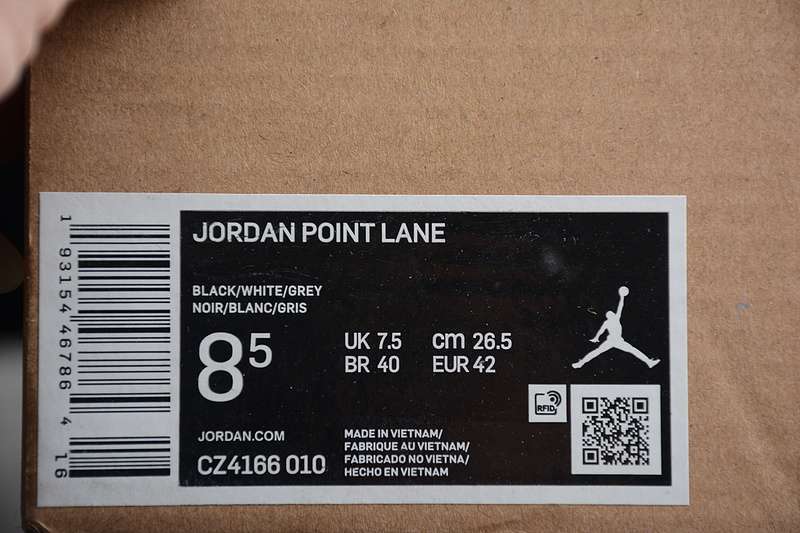 1 93154 46786 4 16
JORDAN POINT LANE
BLACK/WHITE/GREY
NOIR/BLANC/GRIS
8 5
UK 7.5 cm 26.5
BR 40 EUR 42
RFID
JORDAN.COM
CZ4166 010
MADE IN VIETNAM/
FABRIQUE AU VIETNAM/
FABRICADO NO VIETNA/
HECHO EN VIETNAM